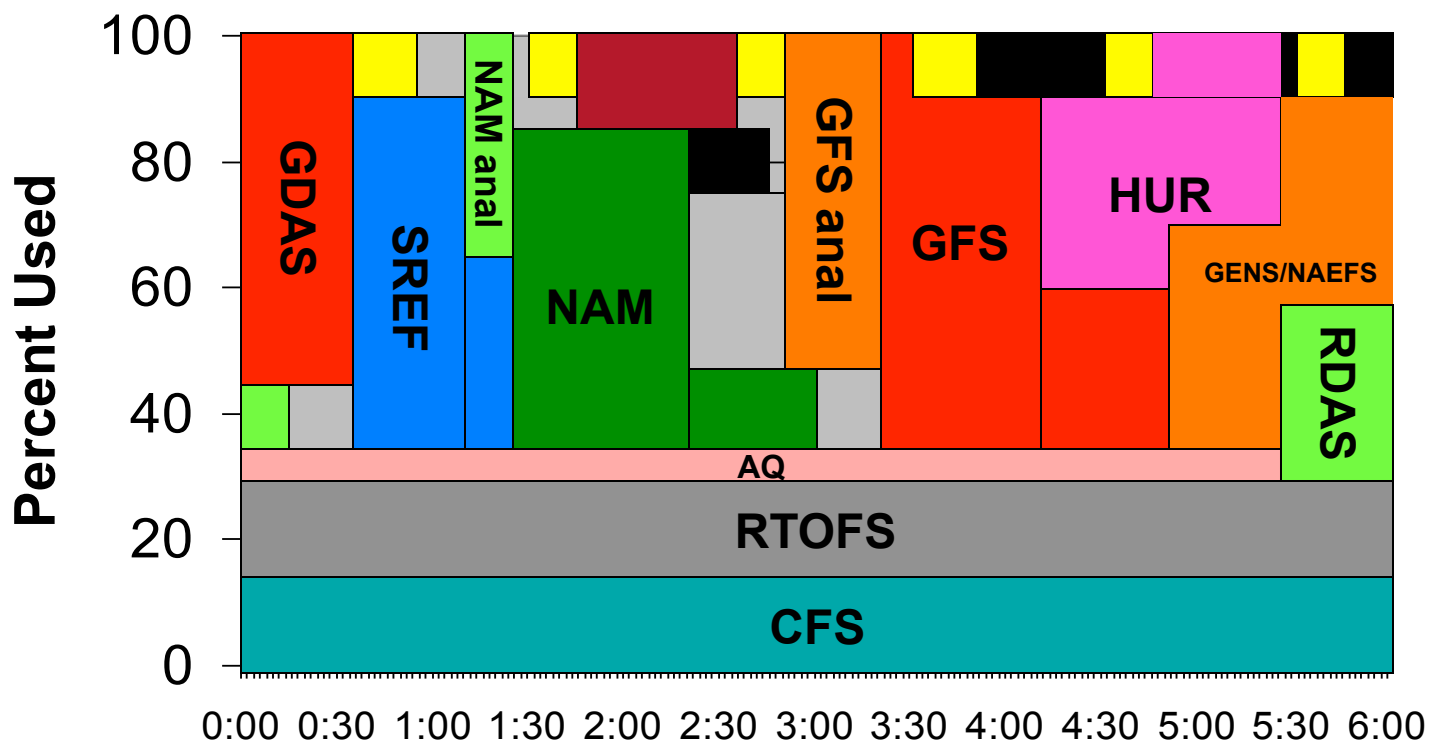 Percent Used
100
80
60
40
20
0
GDAS
SREF
NAM anal
NAM
GFS anal
GFS
HUR
GENS/NAEFS
RDAS
AQ
RTOFS
CFS
0:00 0:30 1:00 1:30 2:00 2:30 3:00 3:30 4:00 4:30 5:00 5:30 6:00